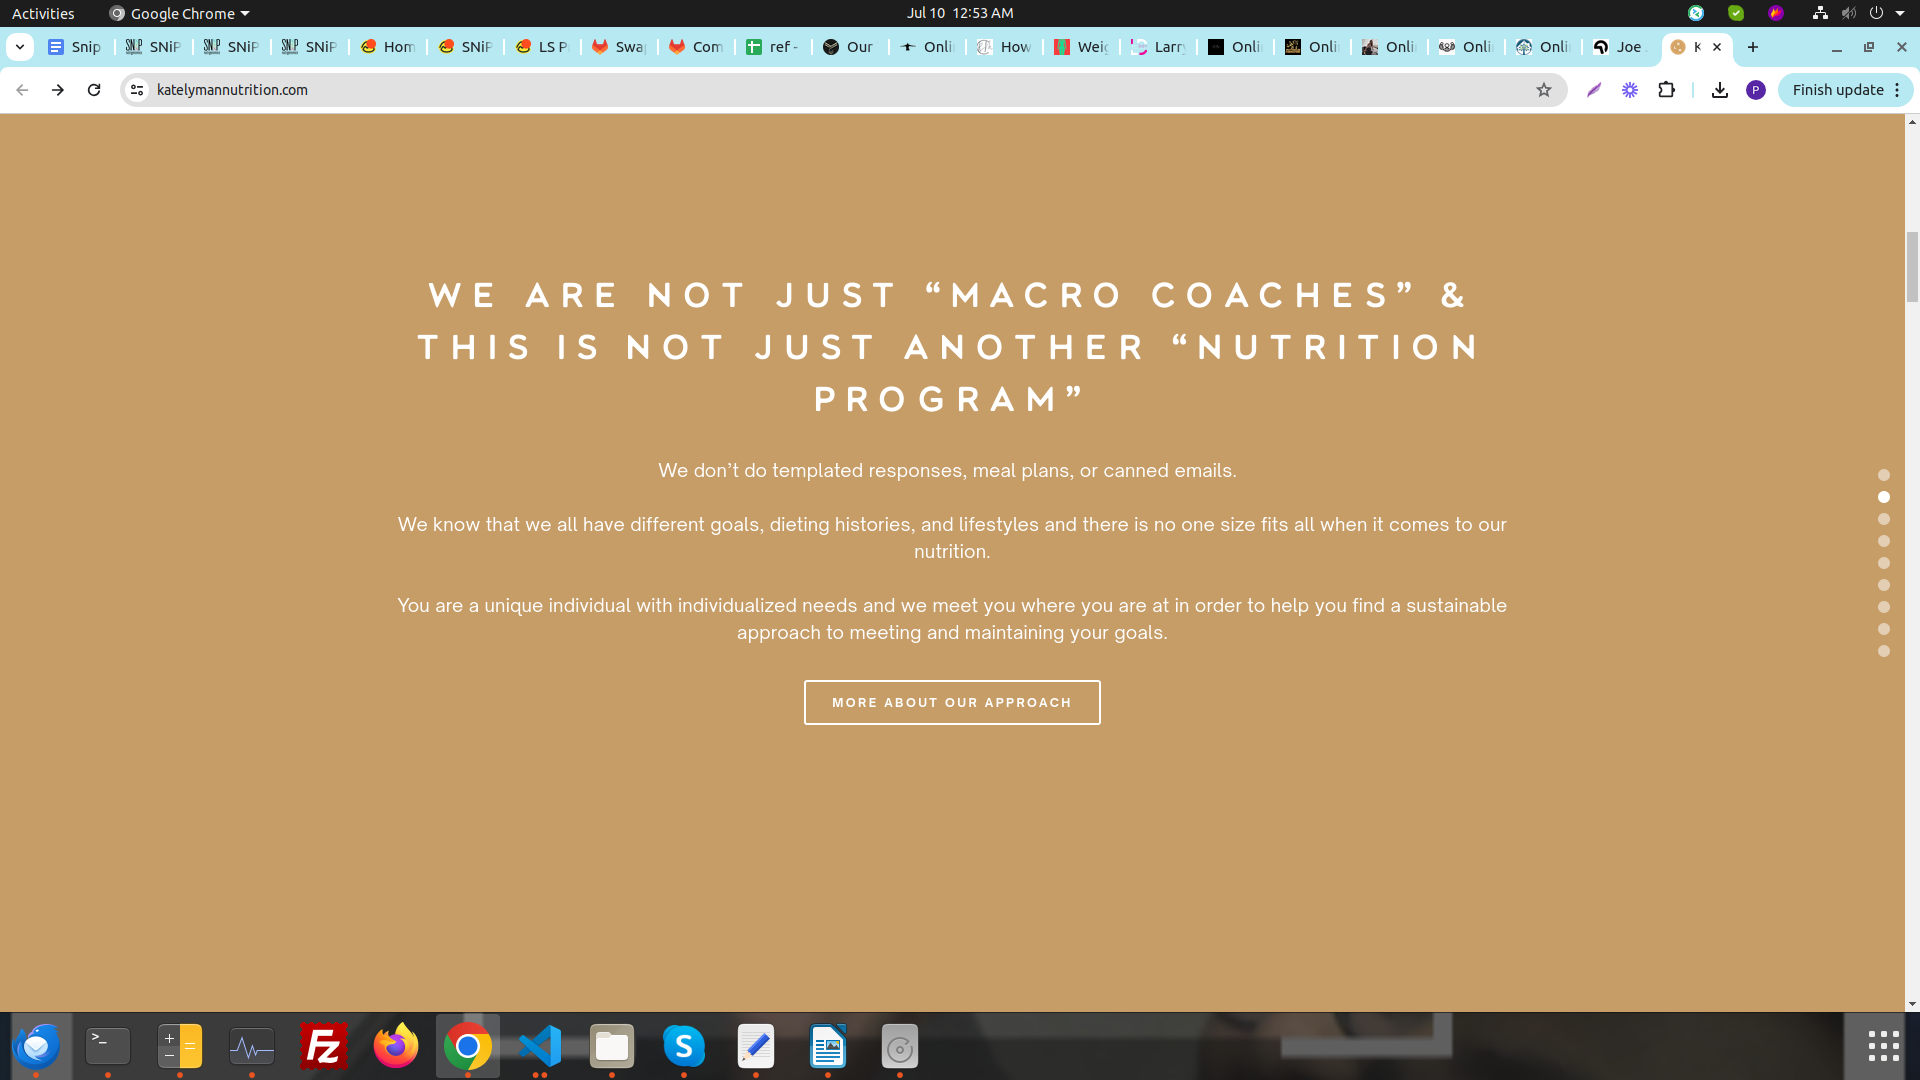 Activities
Google Chrome
Jul 10 12:53 AM
Snip
SNiP
SNiP
SNiP
Hom
SNiP
LS P
Swa
Com
ref -
Our
Onli
How
Weig
Larry
Onli
Onli
Onli
Onli
Onli
Joe
K
katelymannutrition.com
P
Finish update
WE ARE NOT JUST “MACRO COACHES” &
THIS IS NOT JUST ANOTHER “NUTRITION
PROGRAM”
We don’t do templated responses, meal plans, or canned emails.
We know that we all have different goals, dieting histories, and lifestyles and there is no one size fits all when it comes to our
nutrition.
You are a unique individual with individualized needs and we meet you where you are at in order to help you find a sustainable
approach to meeting and maintaining your goals.
MORE ABOUT OUR APPROACH